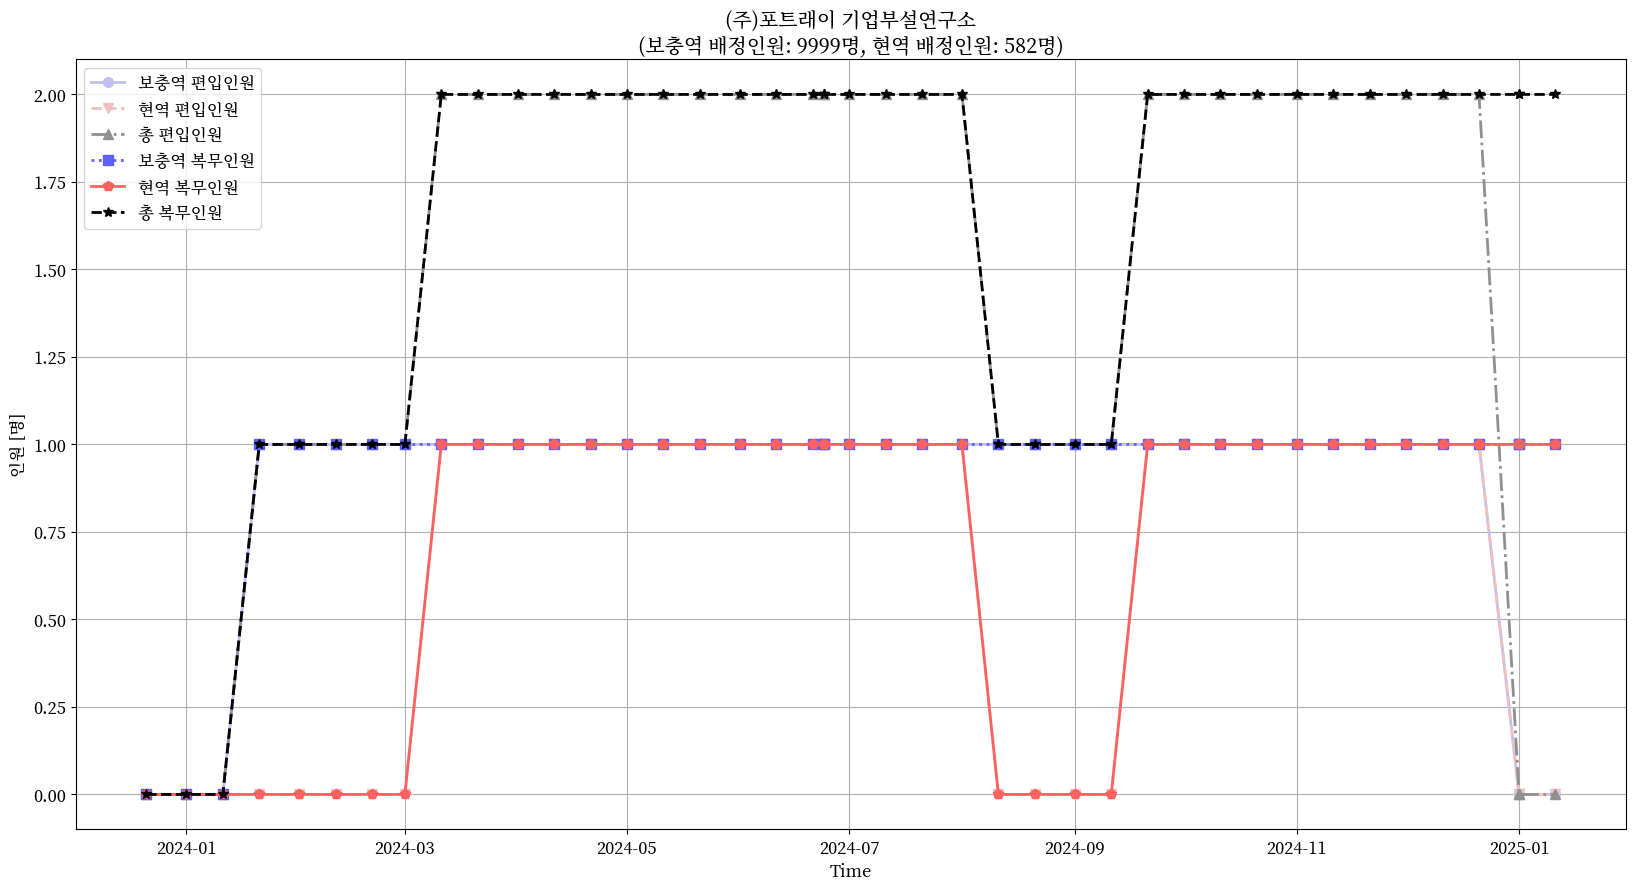 (주)포트래이 기업부설연구소
(보충역 배정인원: 9999명, 현역 배정인원: 582명)
보충역 편입인원
현역 편입인원
총 편입인원
보충역 복무인원
현역 복무인원
총 복무인원
인원 [명]
2.00
1.75
1.50
1.25
1.00
0.75
0.50
0.25
0.00
2024-01
2024-03
2024-05
2024-07
2024-09
2024-11
2025-01
Time